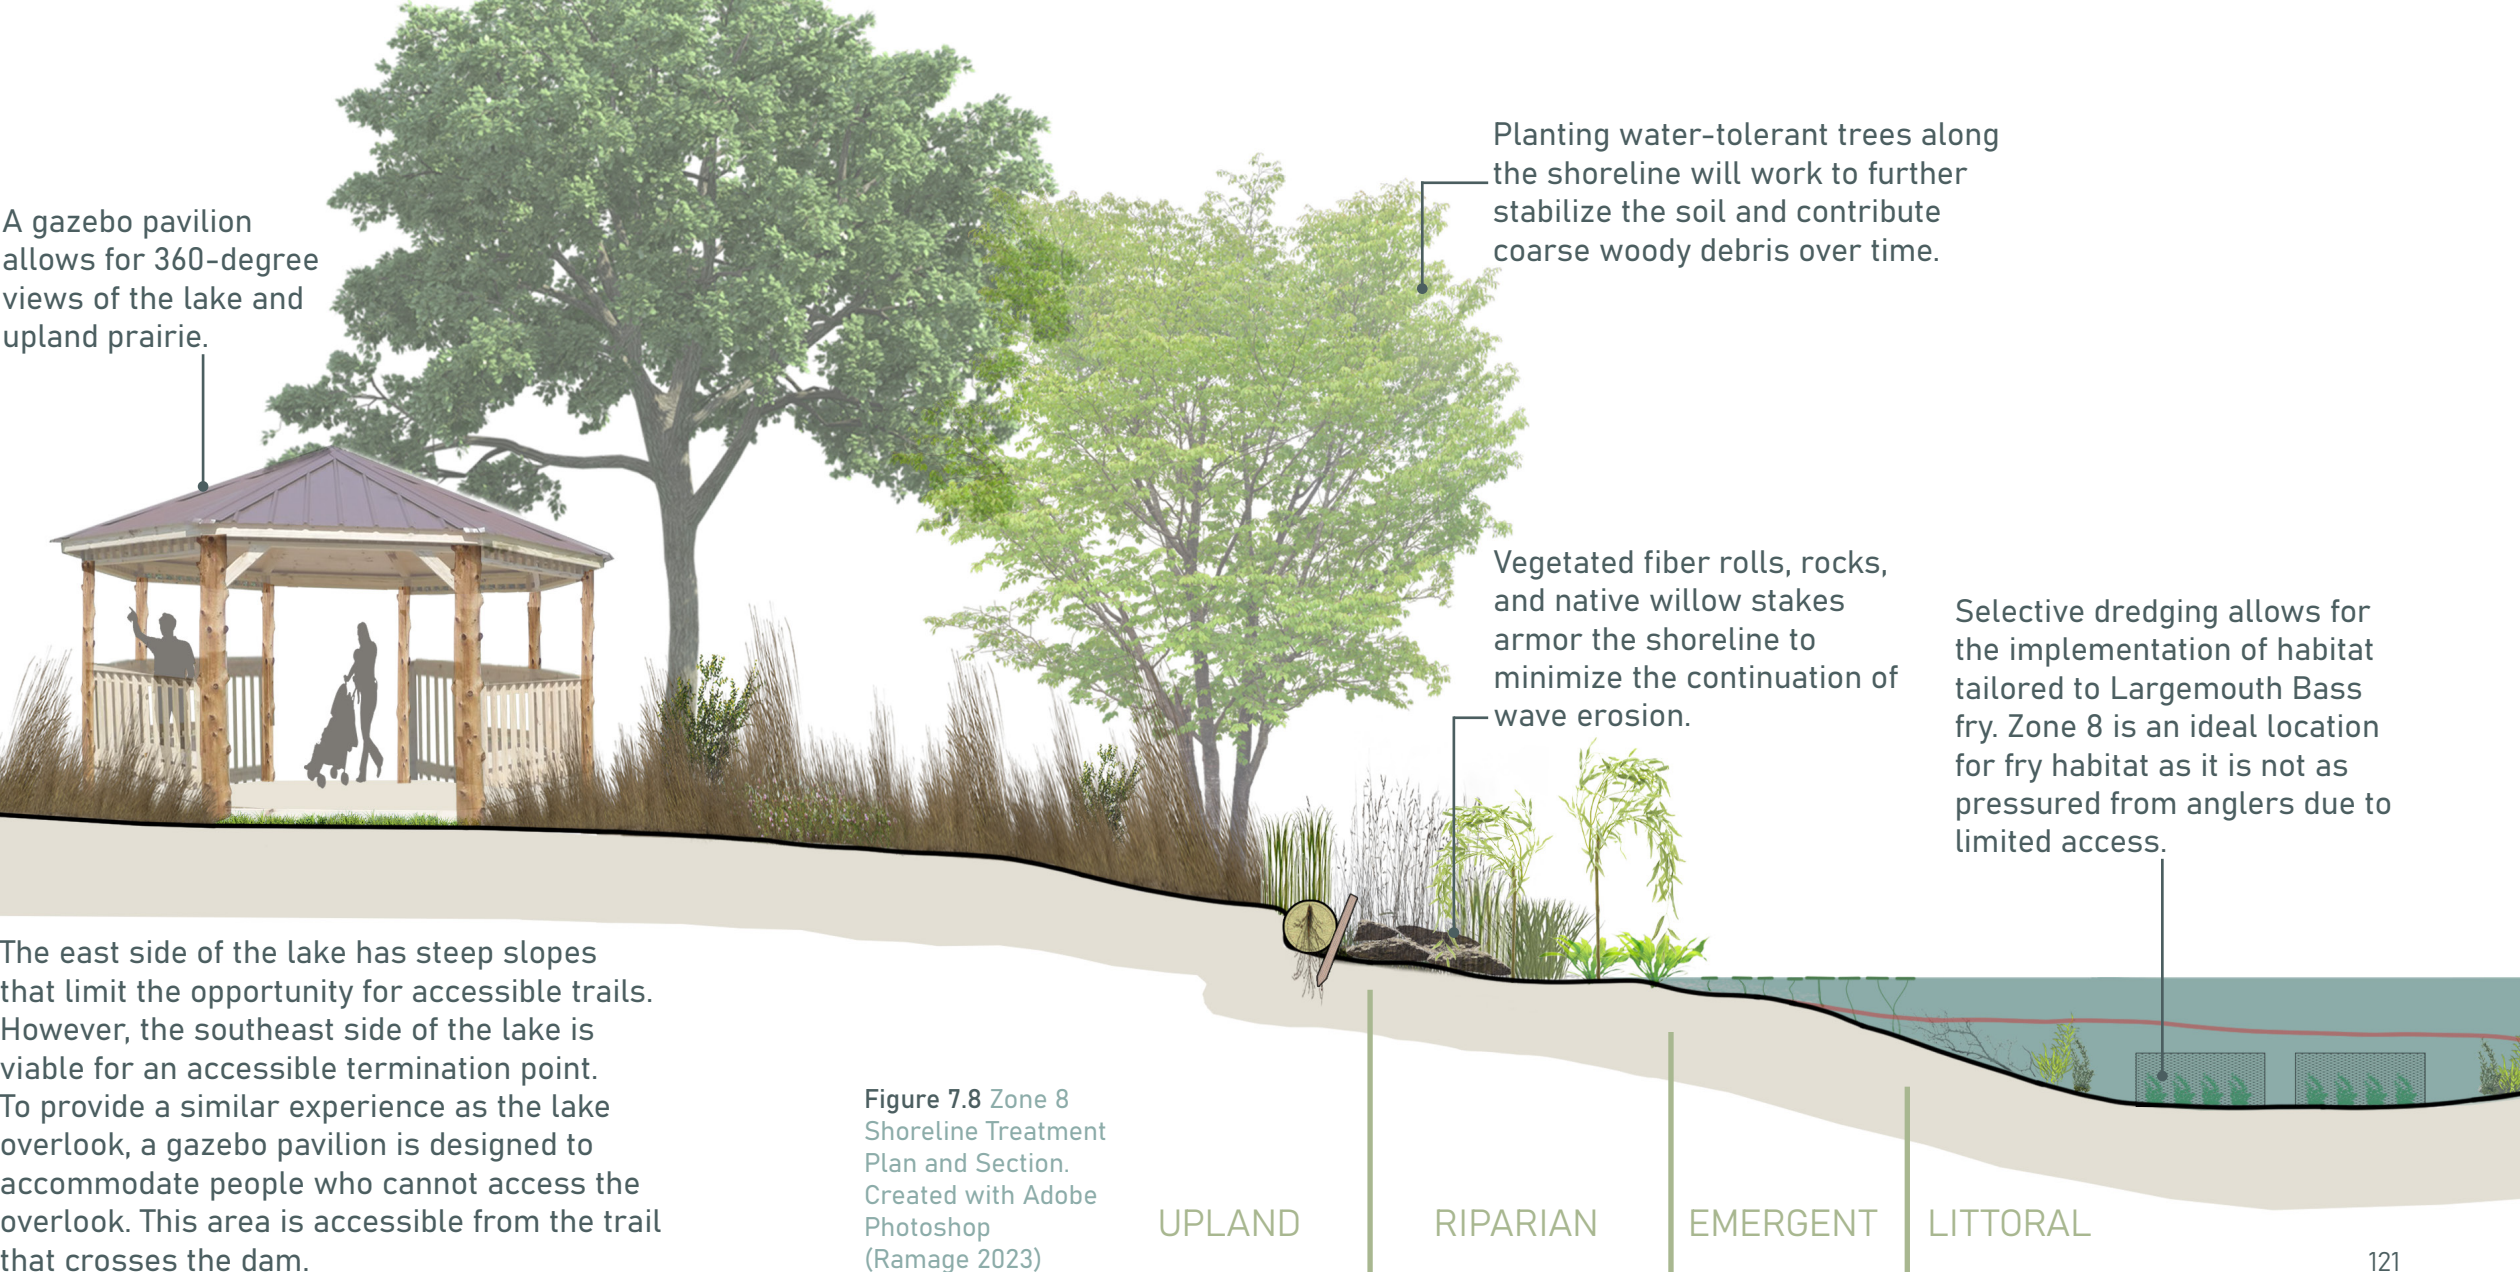 A gazebo pavilion
allows for 360-degree
views of the lake and
upland prairie.
Planting water-tolerant trees along
the shoreline will work to further
stabilize the soil and contribute
coarse woody debris over time.
Vegetated fiber rolls, rocks,
and native willow stakes
armor the shoreline to
minimize the continuation of
wave erosion.
Selective dredging allows for
the implementation of habitat
tailored to Largemouth Bass
fry. Zone 8 is an ideal location
for fry habitat as it is not as
pressured from anglers due to
limited access.
The east side of the lake has steep slopes
that limit the opportunity for accessible trails.
However, the southeast side of the lake is
viable for an accessible termination point.
To provide a similar experience as the lake
overlook, a gazebo pavilion is designed to
accommodate people who cannot access the
overlook. This area is accessible from the trail
that crosses the dam.
Figure 7.8 Zone 8
Shoreline Treatment
Plan and Section.
Created with Adobe
Photoshop
(Ramage 2023)
UPLAND
RIPARIAN
EMERGENT
LITTORAL
121